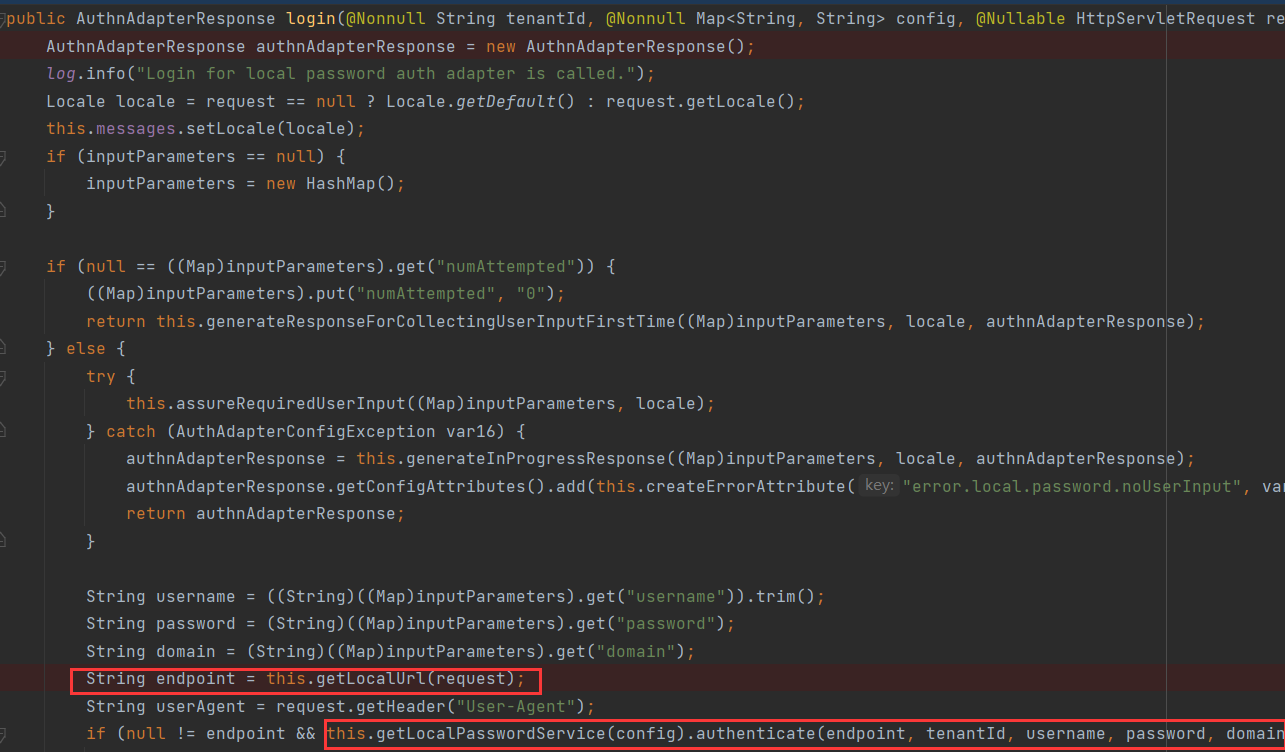 public AuthnAdapterResponse login(@Nonnull String tenantId, @Nonnull Map<String, String> config, @Nullable HttpServletRequest re
AuthnAdapterResponse authnAdapterResponse = new AuthnAdapterResponse();
log.info("Login for local password auth adapter is called.");
Locale locale = request == null ? Locale.getDefault() : request.getLocale();
this.messages.setLocale(locale);
if (inputParameters == null) {
inputParameters = new HashMap();
}
if (null == ((Map)inputParameters).get("numAttempted")) {
((Map)inputParameters).put("numAttempted", "0");
return this.generateResponseForCollectingUserInputFirstTime((Map)inputParameters, locale, authnAdapterResponse);
} else {
try {
this.assureRequiredUserInput((Map)inputParameters, locale);
} catch (AuthAdapterConfigException var16) {
authnAdapterResponse = this.generateInProgressResponse((Map)inputParameters, locale, authnAdapterResponse);
authnAdapterResponse.getConfigAttributes().add(this.createErrorAttribute( key: "error.local.password.noUserInput", var
return authnAdapterResponse;
}
String username = ((String)((Map)inputParameters).get("username")).trim();
String password = (String)((Map)inputParameters).get("password");
String domain = (String)((Map)inputParameters).get("domain");
String endpoint = this.getLocalUrl(request);
String userAgent = request.getHeader("User-Agent");
if (null != endpoint && this.getLocalPasswordService(config).authenticate(endpoint, tenantId, username, password, domain